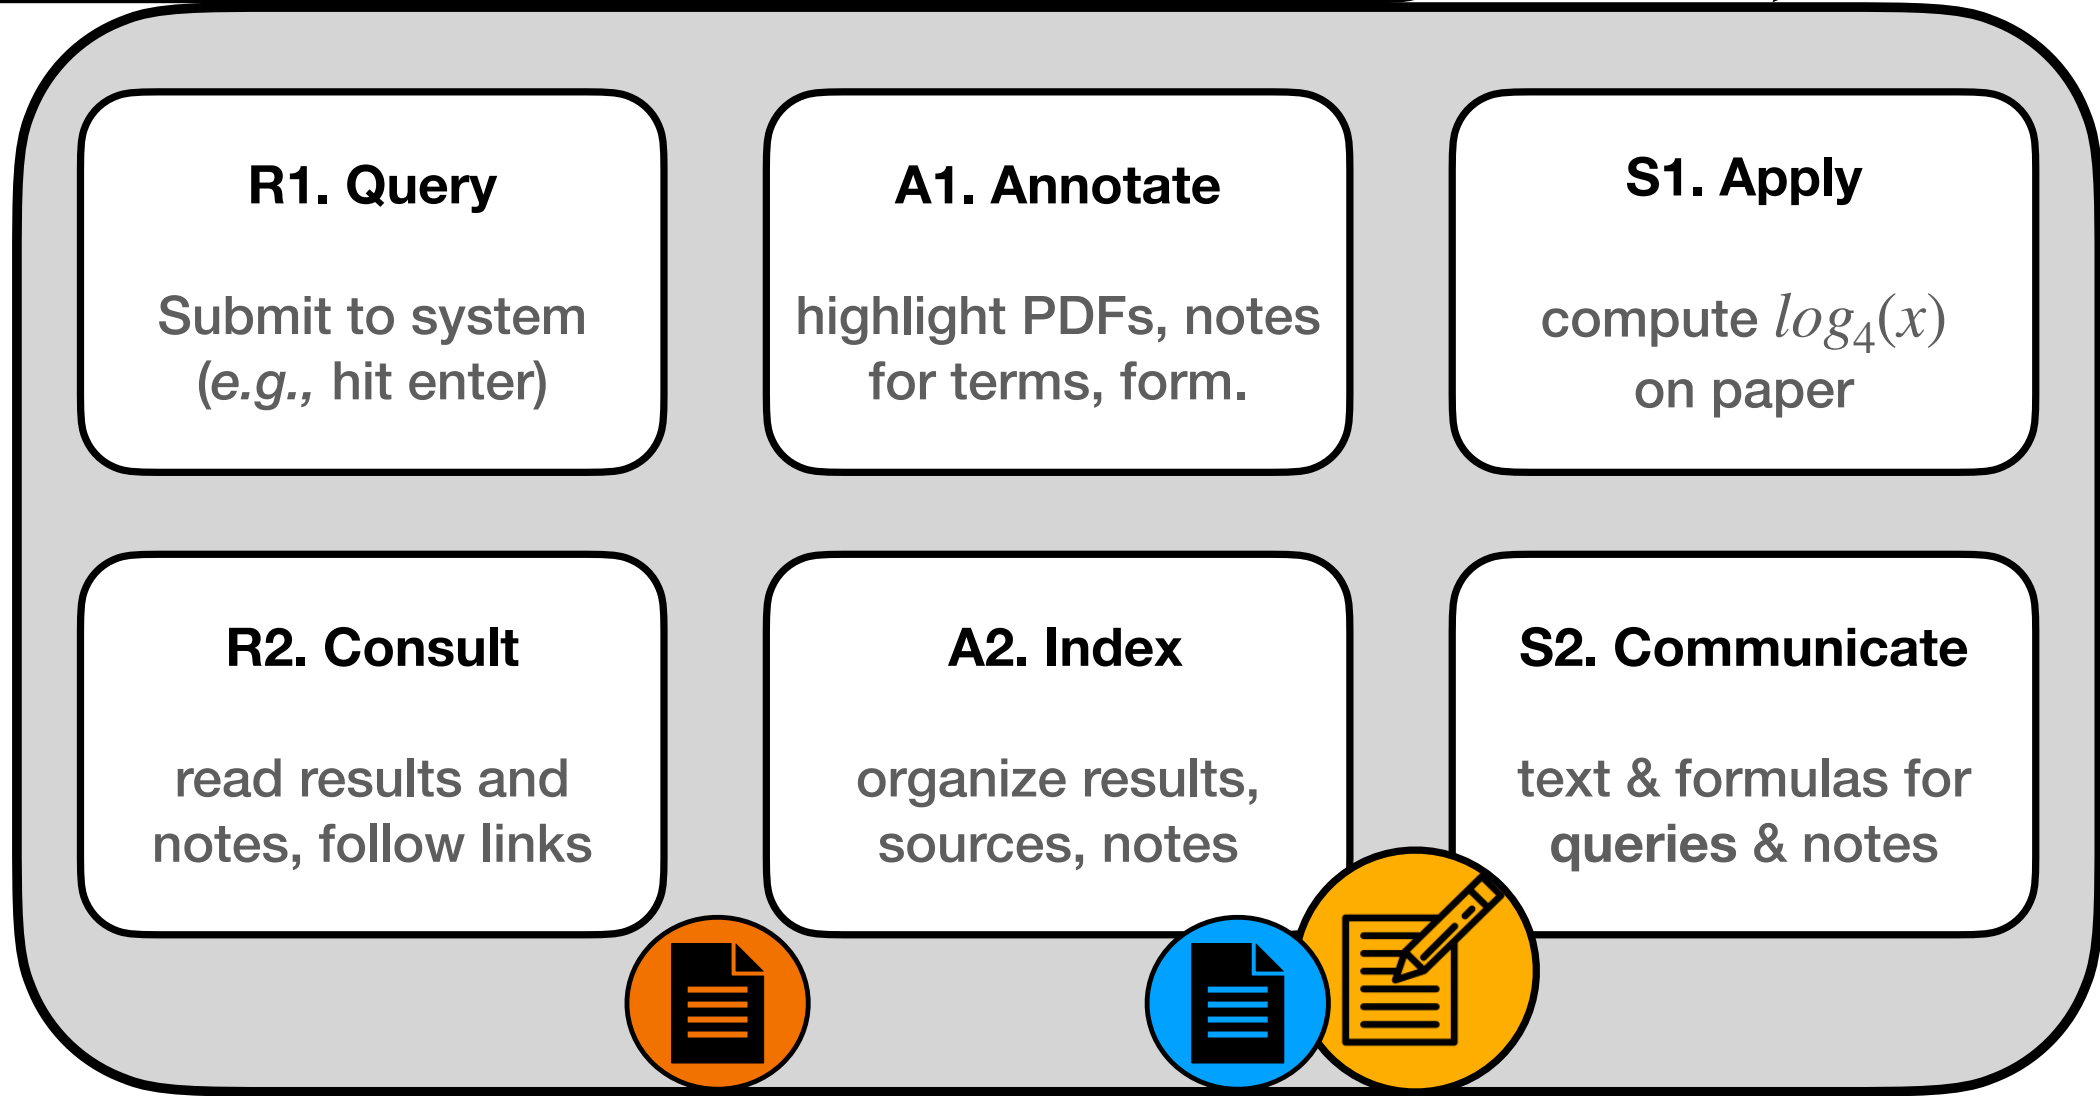 R1. Query
Submit to system
(e.g., hit enter)
A1. Annotate
highlight PDFs, notes
for terms, form.
S1. Apply
compute log₄(x)
on paper
R2. Consult
read results and
notes, follow links
A2. Index
organize results,
sources, notes
S2. Communicate
text & formulas for
queries & notes